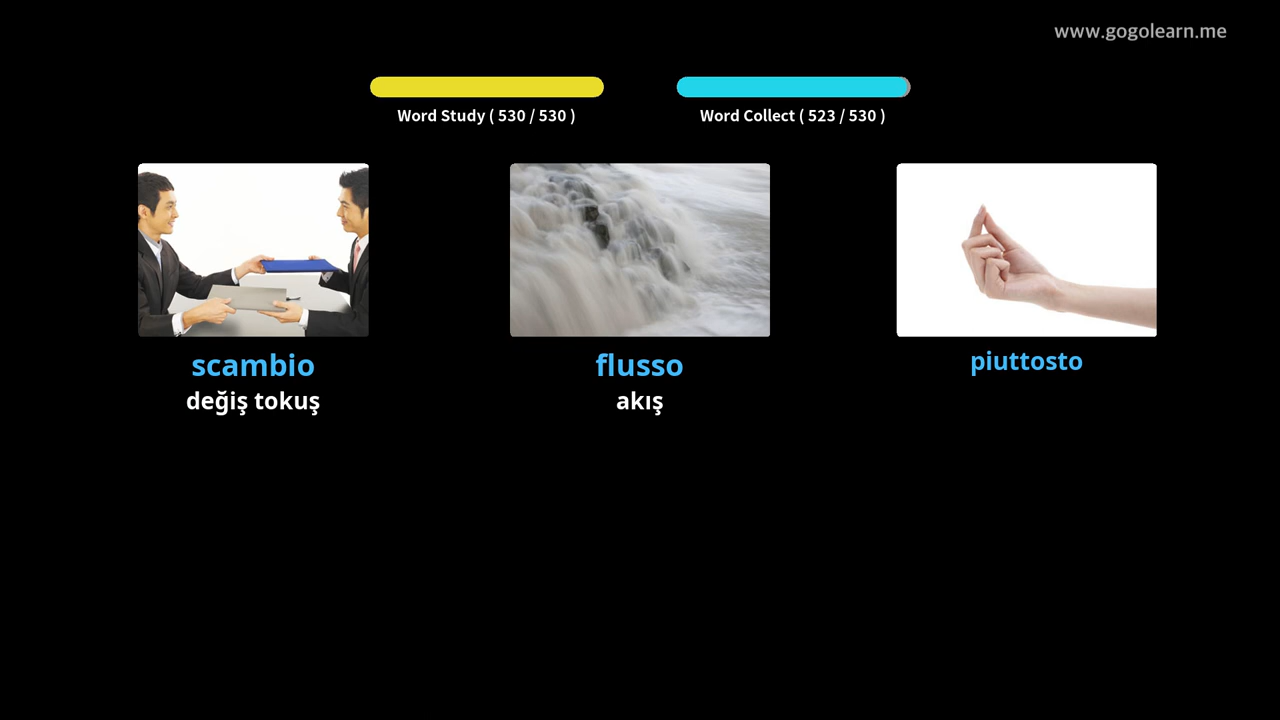 www.gogolearn.me
Word Study ( 530 / 530 )
Word Collect ( 523 / 530 )
scambio
değiş tokuş
flusso
akış
piuttosto